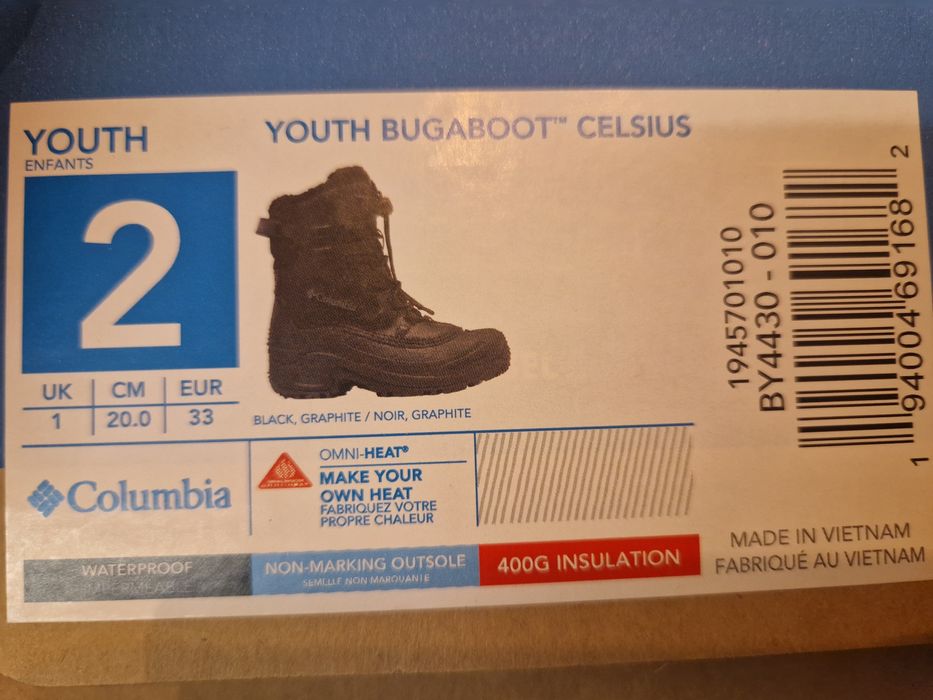 YOUTH
ENFANTS
2
YOUTH BUGABOOT™ CELSIUS
UK CM EUR
1 20.0 33
BLACK, GRAPHITE / NOIR, GRAPHITE
Columbia
OMNI-HEAT®
MAKE YOUR
OWN HEAT
FABRIQUEZ VOTRE
PROPRE CHALEUR
WATERPROOF
NON-MARKING OUTSOLE
SEMELLE NON MARQUANTE
400G INSULATION
1945701010
BY4430 - 010
1 94004 69168 2
MADE IN VIETNAM
FABRIQUÉ AU VIETNAM